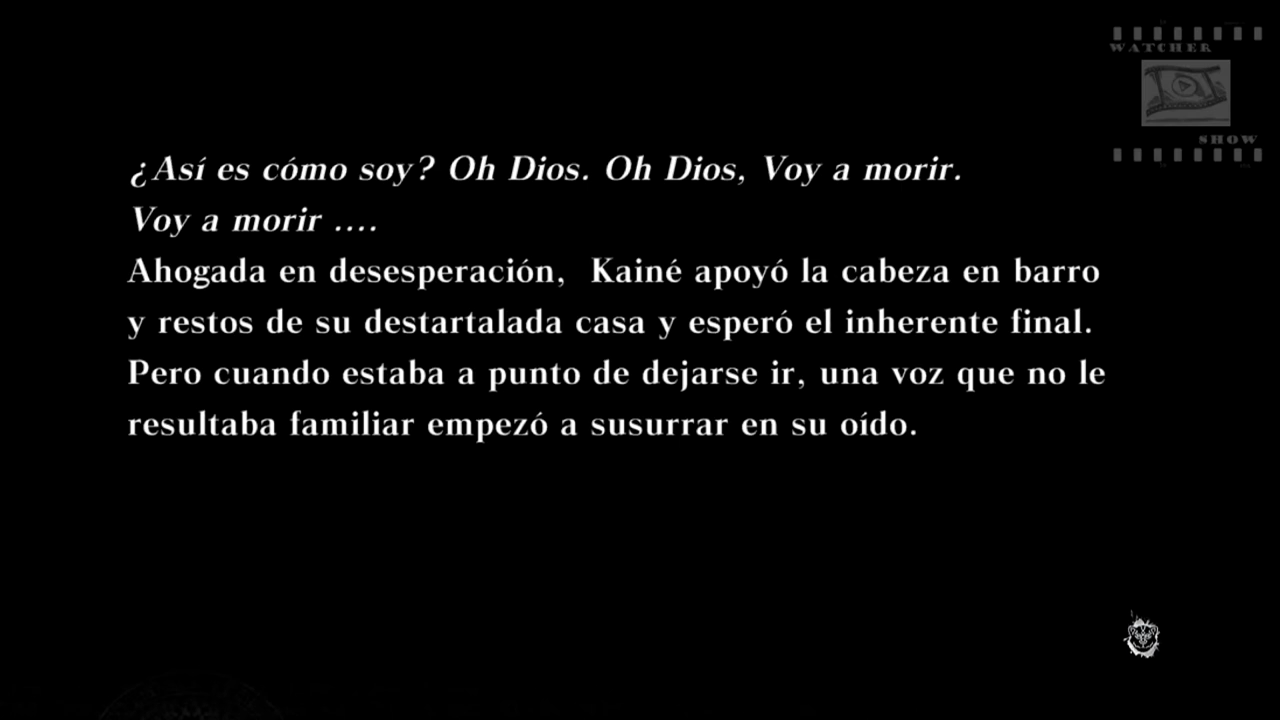 WATCHER
SHOW
¿Así es cómo soy? Oh Dios. Oh Dios, Voy a morir.
Voy a morir ....
Ahogada en desesperación, Kainé apoyó la cabeza en barro
y restos de su destartalada casa y esperó el inherente final.
Pero cuando estaba a punto de dejarse ir, una voz que no le
resultaba familiar empezó a susurrar en su oído.